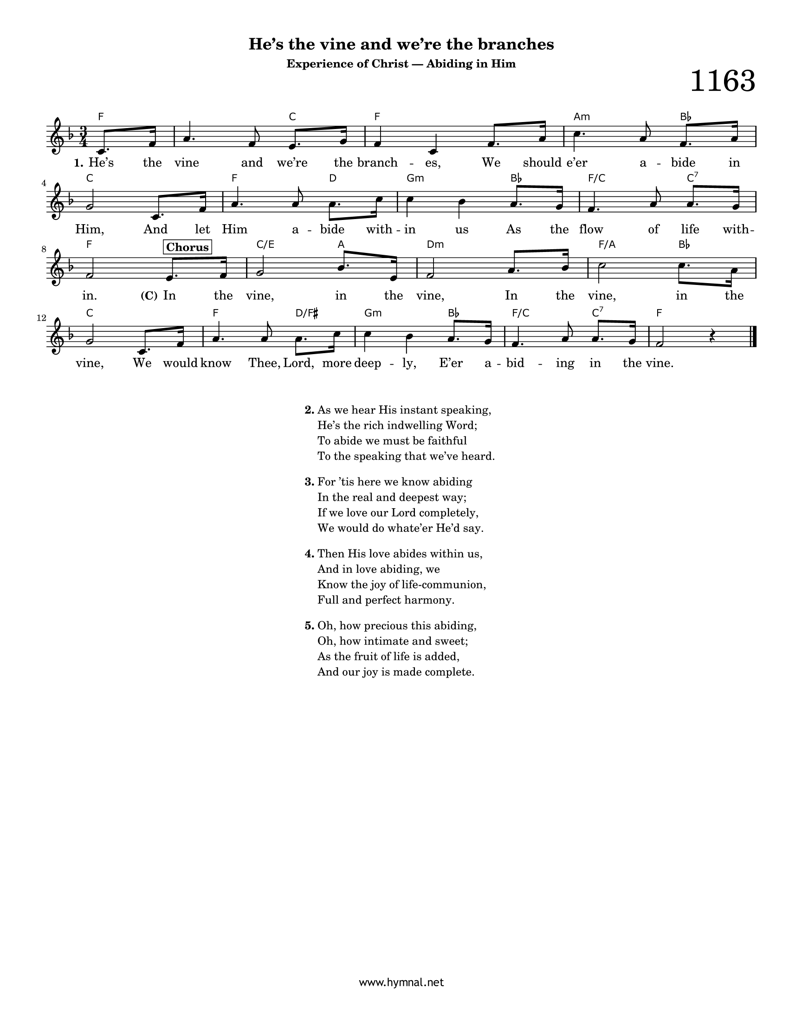 He’s the vine and we’re the branches
Experience of Christ — Abiding in Him
1163
F C F Am B♭
3
4
1. He’s the vine and we’re the branch - es, We should e’er a - bide in
4
C F D Gm B♭ F/C C7
Him, And let Him a - bide with - in us As the flow of life with-
8
F Chorus C/E A Dm F/A B♭
in. (C) In the vine, in the vine, In the vine, in the
12
C F D/F♯ Gm B♭ F/C C7 F
vine, We would know Thee, Lord, more deep - ly, E’er a - bid - ing in the vine.
2. As we hear His instant speaking,
He’s the rich indwelling Word;
To abide we must be faithful
To the speaking that we’ve heard.
3. For ’tis here we know abiding
In the real and deepest way;
If we love our Lord completely,
We would do whate’er He’d say.
4. Then His love abides within us,
And in love abiding, we
Know the joy of life-communion,
Full and perfect harmony.
5. Oh, how precious this abiding,
Oh, how intimate and sweet;
As the fruit of life is added,
And our joy is made complete.
www.hymnal.net